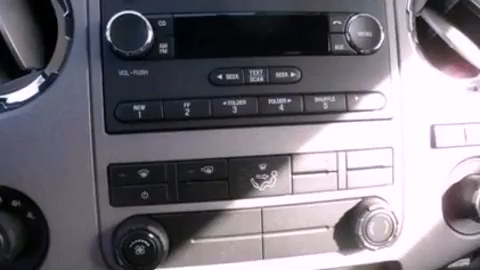 CD
AM
FM
MENU
AUX
VOL-PUSH
◄ SEEK TEXT SCAN SEEK ►
REW FF ◄FOLDER FOLDER► SHUFFLE
1 2 3 4 5